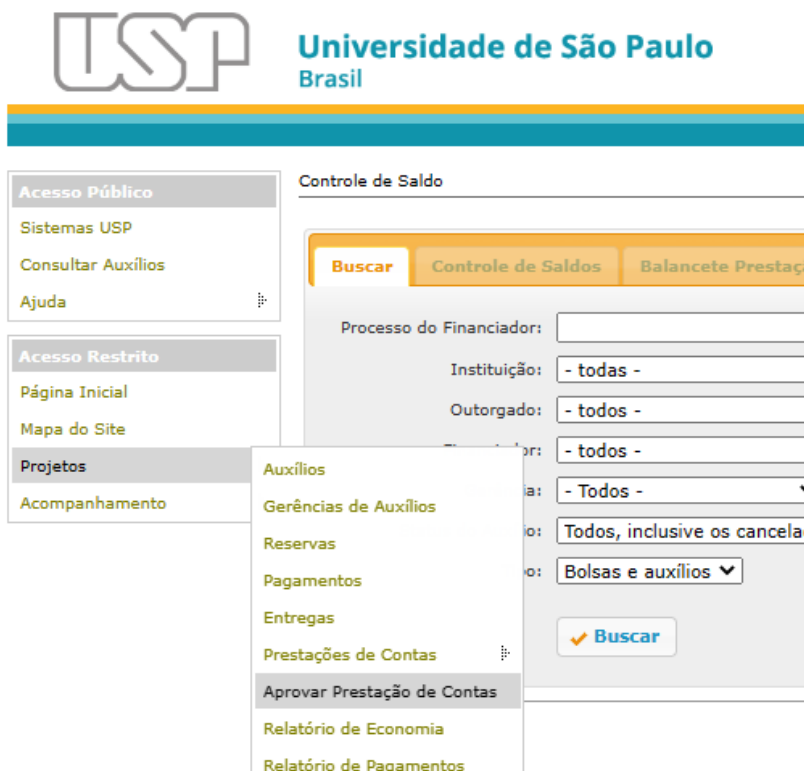 USP
Universidade de São Paulo
Brasil
Acesso Público
Sistemas USP
Consultar Auxílios
Ajuda
Acesso Restrito
Página Inicial
Mapa do Site
Projetos
Acompanhamento
Auxílios
Gerências de Auxílios
Reservas
Pagamentos
Entregas
Prestações de Contas
Aprovar Prestação de Contas
Relatório de Economia
Relatório de Pagamentos
Controle de Saldo
Buscar Controle de Saldos Balancete
Processo do Financiador:
Instituição: - todas -
Outorgado: - todos -
- todos -
- Todos -
Todos, inclusive os
Bolsas e auxílios
Buscar